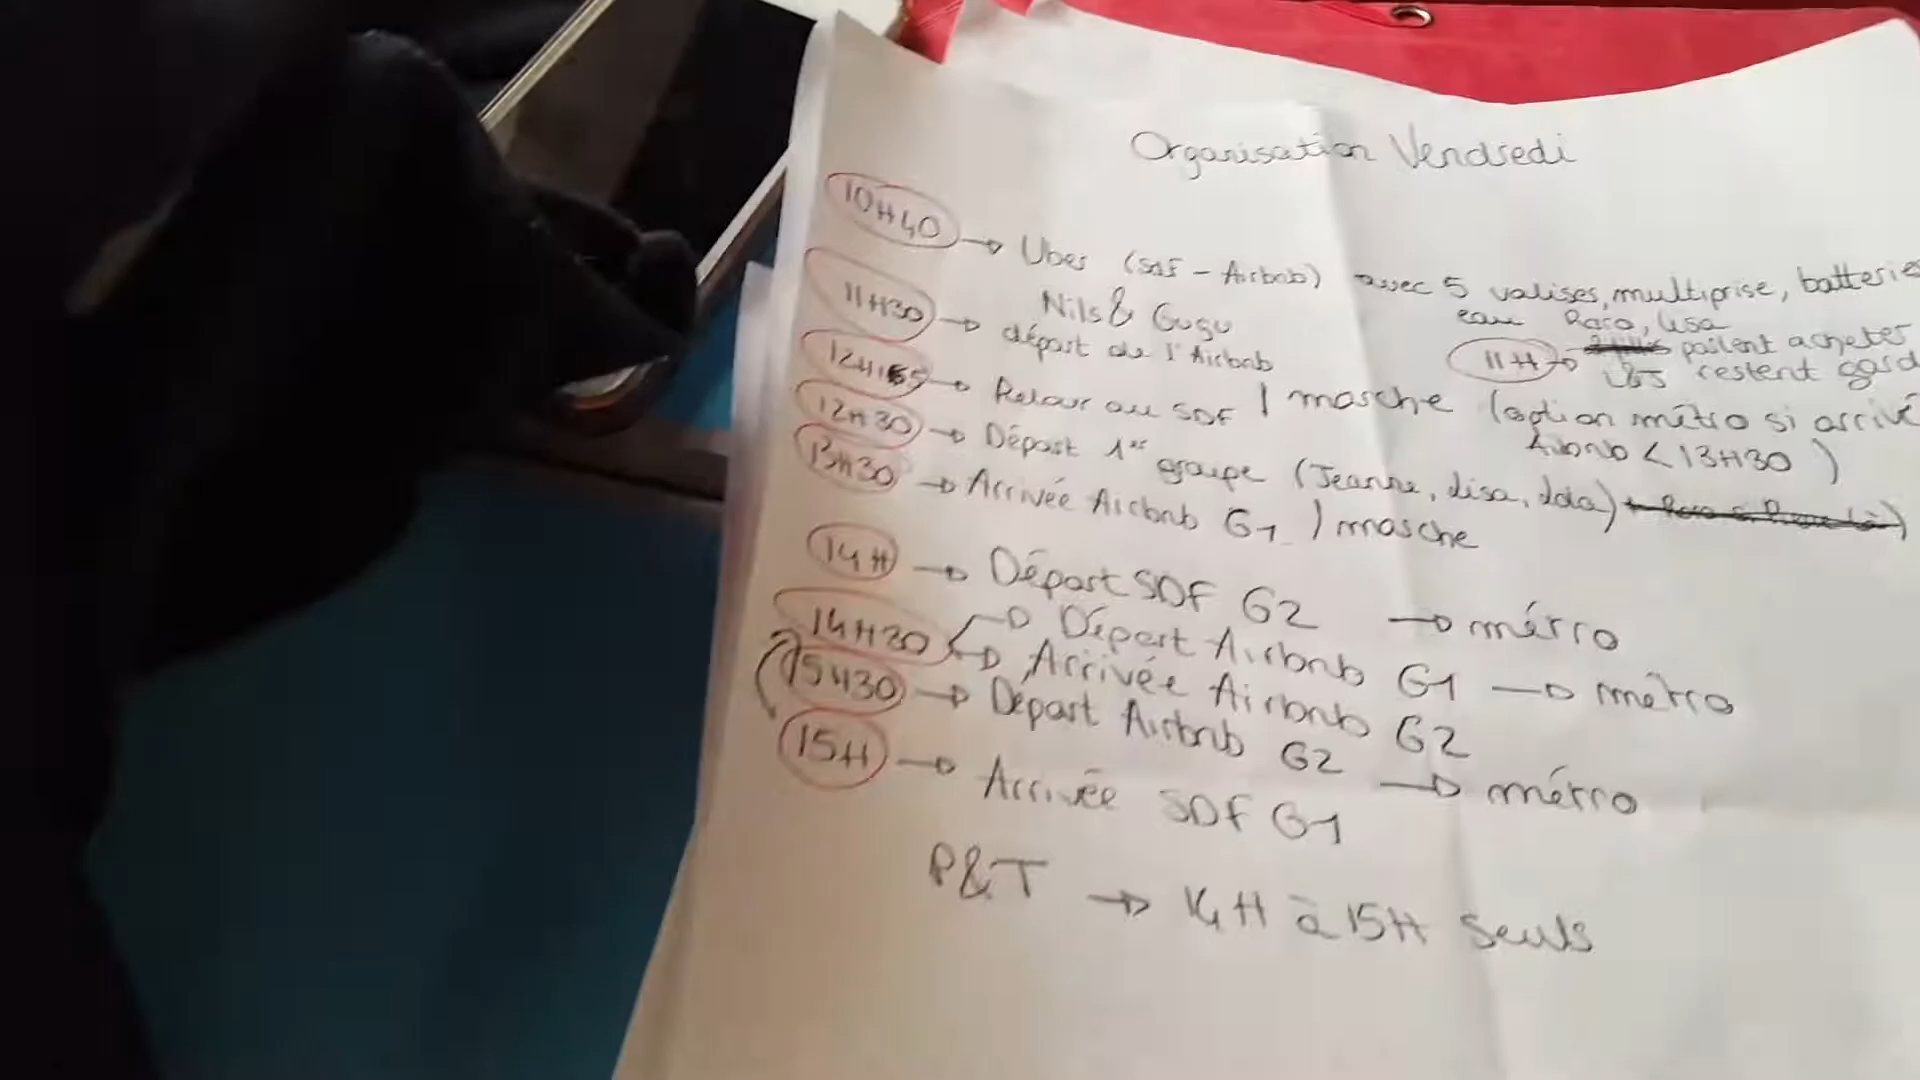 Organisation Vendredi
10H40 → Uber (SDF - Airbnb) avec 5 valises, multiprise, batterie
Nils & Gugu eau
11H30 → départ de l'Airbnb
11H → partent acheter
restent gard
→ Retour au SDF / marche (option métro si arrivé
Airbnb < 13H30)
12H30 → Départ 1er groupe (Jeanne, Lisa, Lola)
13H30 → Arrivée Airbnb G1 / marche
14H → Départ SDF G2 → métro
14H30 → Départ Airbnb G1 → métro
→ Arrivée Airbnb G2
15H30 → Départ Airbnb G2 → métro
15H → Arrivée SDF G1
P&T → 14H à 15H seuls